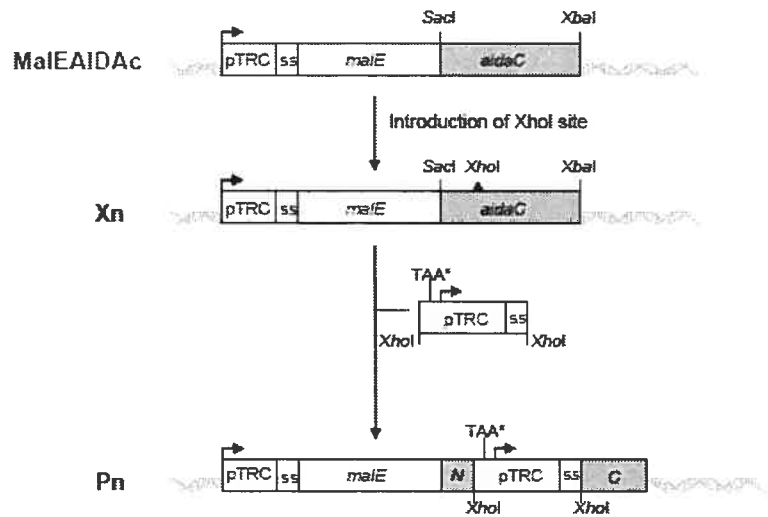 SacI XbaI
MalEAIDAc pTRC ss malE aidaC
Introduction of XhoI site
SacI XhoI XbaI
Xn pTRC ss malE aidaC
TAA*
pTRC ss
XhoI XhoI
TAA*
Pn pTRC ss malE N pTRC ss C
XhoI XhoI